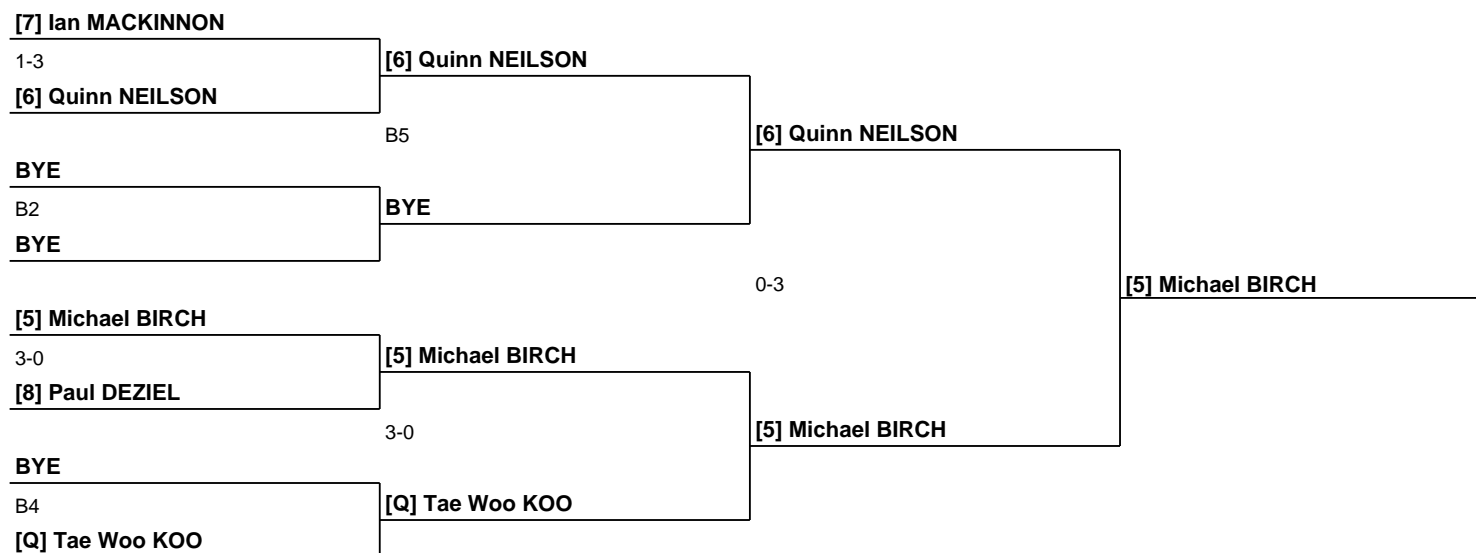 [7] Ian MACKINNON
1-3
[6] Quinn NEILSON
[6] Quinn NEILSON
B5
[6] Quinn NEILSON
BYE
B2
BYE
BYE
0-3
[5] Michael BIRCH
[5] Michael BIRCH
3-0
[5] Michael BIRCH
[8] Paul DEZIEL
3-0
[5] Michael BIRCH
BYE
B4
[Q] Tae Woo KOO
[Q] Tae Woo KOO